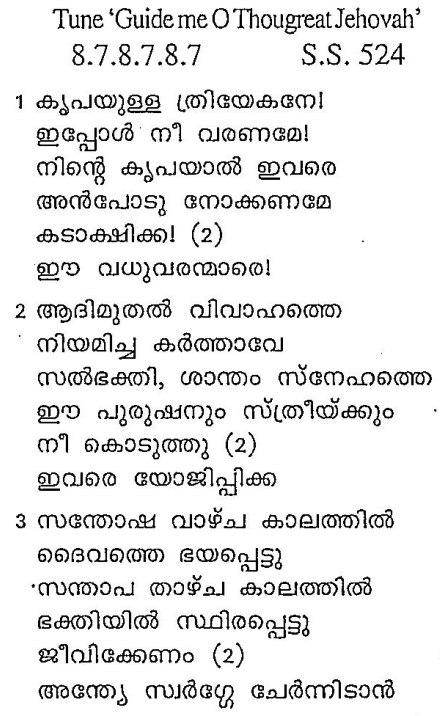 Tune ‘Guide me O Thou great Jehovah’
8.7.8.7.8.7 S.S. 524
1 കൃപയുള്ള ത്രിയേകനേ!
ഇപ്പോൾ നീ വരണമേ!
നിന്റെ കൃപയാൽ ഇവരെ
അൻപോടു നോക്കണമേ
കടാക്ഷിക്ക! (2)
ഈ വധുവരന്മാരെ!
2 ആദിമുതൽ വിവാഹത്തെ
നിയമിച്ച കർത്താവേ
സൽഭക്തി, ശാന്തം സ്നേഹത്തെ
ഈ പുരുഷനും സ്ത്രീയ്ക്കും
നീ കൊടുത്തു (2)
ഇവരെ യോജിപ്പിക്ക
3 സന്തോഷ വാഴ്ച കാലത്തിൽ
ദൈവത്തെ ഭയപ്പെട്ടു
സന്താപ താഴ്ച കാലത്തിൽ
ഭക്തിയിൽ സ്ഥിരപ്പെട്ടു
ജീവിക്കേണം (2)
അന്ത്യേ സ്വർഗ്ഗേ ചേർന്നിടാൻ